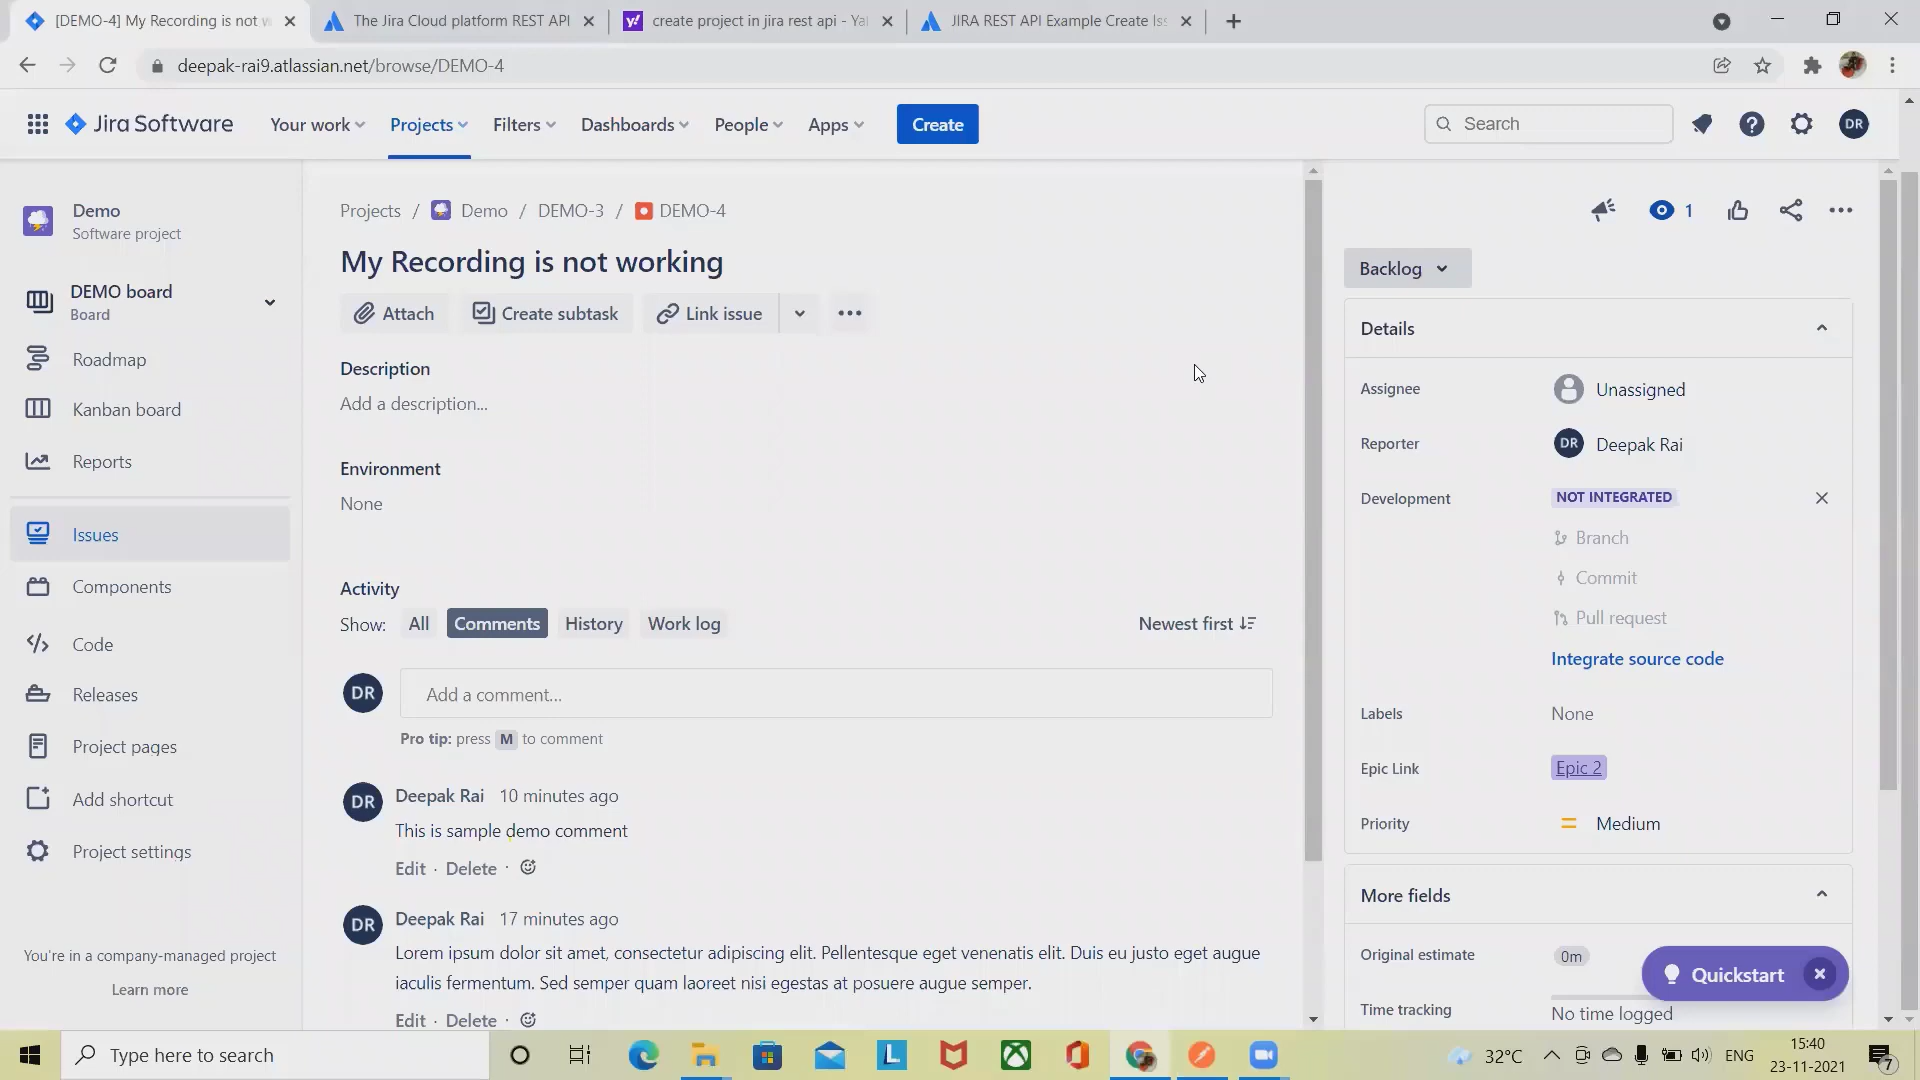 [DEMO-4] My Recording is not w
The Jira Cloud platform REST API
create project in jira rest api - Ya
JIRA REST API Example Create Iss
deepak-rai9.atlassian.net/browse/DEMO-4
Jira Software
Your work
Projects
Filters
Dashboards
People
Apps
Create
Search
DR
Demo
Software project
DEMO board
Board
Roadmap
Kanban board
Reports
Issues
Components
Code
Releases
Project pages
Add shortcut
Project settings
You're in a company-managed project
Learn more
Projects / Demo / DEMO-3 / DEMO-4
My Recording is not working
Attach
Create subtask
Link issue
Description
Add a description...
Environment
None
Activity
Show: All Comments History Work log
Newest first
DR
Add a comment...
Pro tip: press M to comment
DR
Deepak Rai 10 minutes ago
This is sample demo comment
Edit · Delete ·
DR
Deepak Rai 17 minutes ago
Lorem ipsum dolor sit amet, consectetur adipiscing elit. Pellentesque eget venenatis elit. Duis eu justo eget augue
iaculis fermentum. Sed semper quam laoreet nisi egestas at posuere augue semper.
Edit · Delete ·
1
Backlog
Details
Assignee
Unassigned
Reporter
DR Deepak Rai
Development
NOT INTEGRATED
Branch
Commit
Pull request
Integrate source code
Labels
None
Epic Link
Epic 2
Priority
Medium
More fields
Original estimate
0m
Time tracking
No time logged
Quickstart
Type here to search
32°C
ENG
15:40
23-11-2021
7